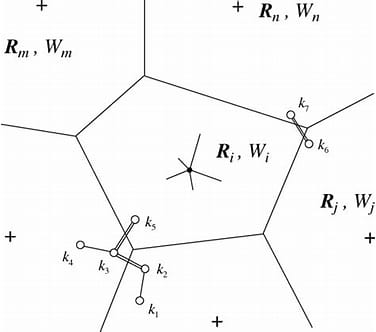 R_n , W_n
R_m , W_m
k_7
k_6
R_i , W_i
R_j , W_j
k_5
k_4
k_3
k_2
k_1